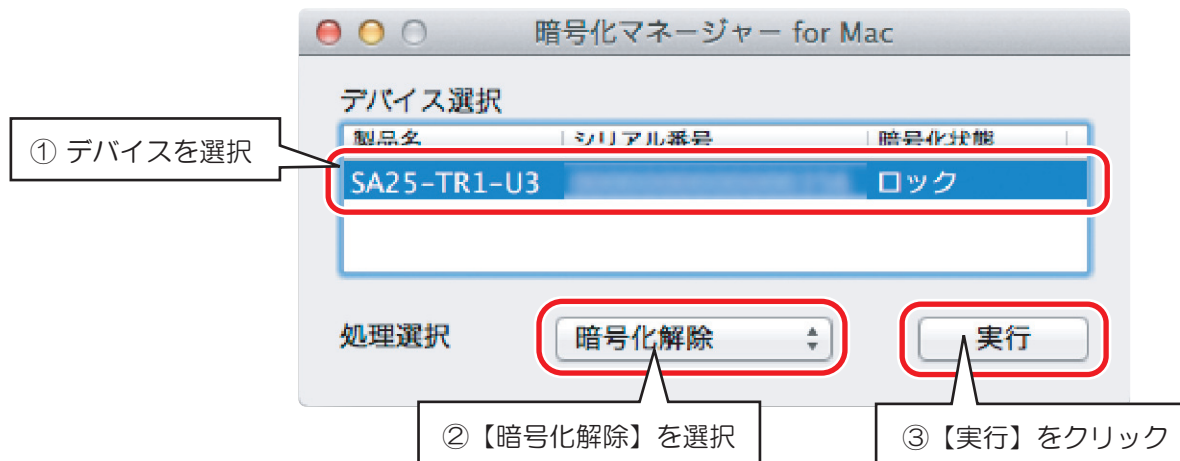 暗号化マネージャー for Mac
デバイス選択
① デバイスを選択
製品名 シリアル番号 暗号化状態
SA25-TR1-U3 ロック
処理選択 暗号化解除 実行
②【暗号化解除】を選択
③【実行】をクリック